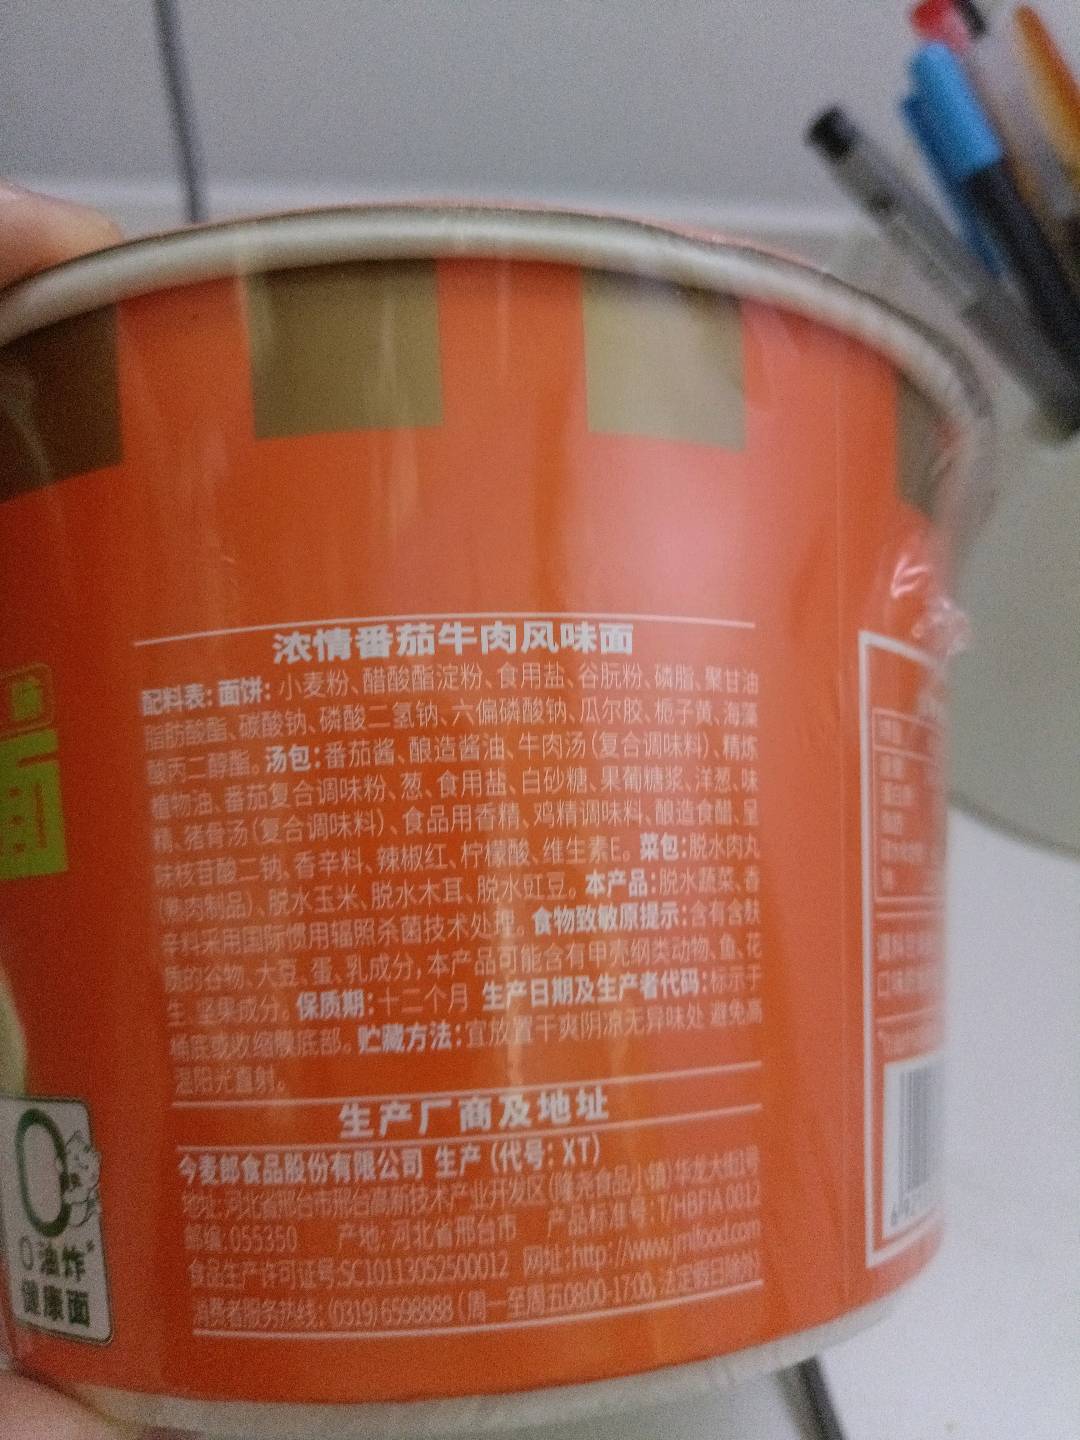 浓情番茄牛肉风味面
配料表:面饼:小麦粉、醋酸酯淀粉、食用盐、谷朊粉、磷脂、聚甘油
脂肪酸酯、碳酸钠、磷酸二氢钠、六偏磷酸钠、瓜尔胶、栀子黄、海藻
酸丙二醇酯。汤包:番茄酱、酿造酱油、牛肉汤(复合调味料)、精炼
植物油、番茄复合调味粉、葱、食用盐、白砂糖、果葡糖浆、洋葱、味
精、猪骨汤(复合调味料)、食品用香精、鸡精调味料、酿造食醋、呈
味核苷酸二钠、香辛料、辣椒红、柠檬酸、维生素E。菜包:脱水肉丸
(熟肉制品)、脱水玉米、脱水木耳、脱水豇豆。本产品:脱水蔬菜、香
辛料采用国际惯用辐照杀菌技术处理。食物致敏原提示:含有含麸
质的谷物、大豆、蛋、乳成分,本产品可能含有甲壳纲类动物、鱼、花
生、坚果成分。保质期:十二个月 生产日期及生产者代码:标示于
桶底或收缩膜底部。贮藏方法:宜放置干爽阴凉无异味处 避免高
温阳光直射。
生产厂商及地址
今麦郎食品股份有限公司 生产(代号:XT)
地址:河北省邢台市邢台高新技术产业开发区(隆尧食品小镇)华龙大街1号
邮编:055350 产地:河北省邢台市 产品标准号:T/HBFIA 0012
食品生产许可证号:SC10113052500012 网址:http://www.jmlfood.com
消费者服务热线:(0319)6598888(周一至周五08:00-17:00,法定假日除外)
0油炸*
健康面